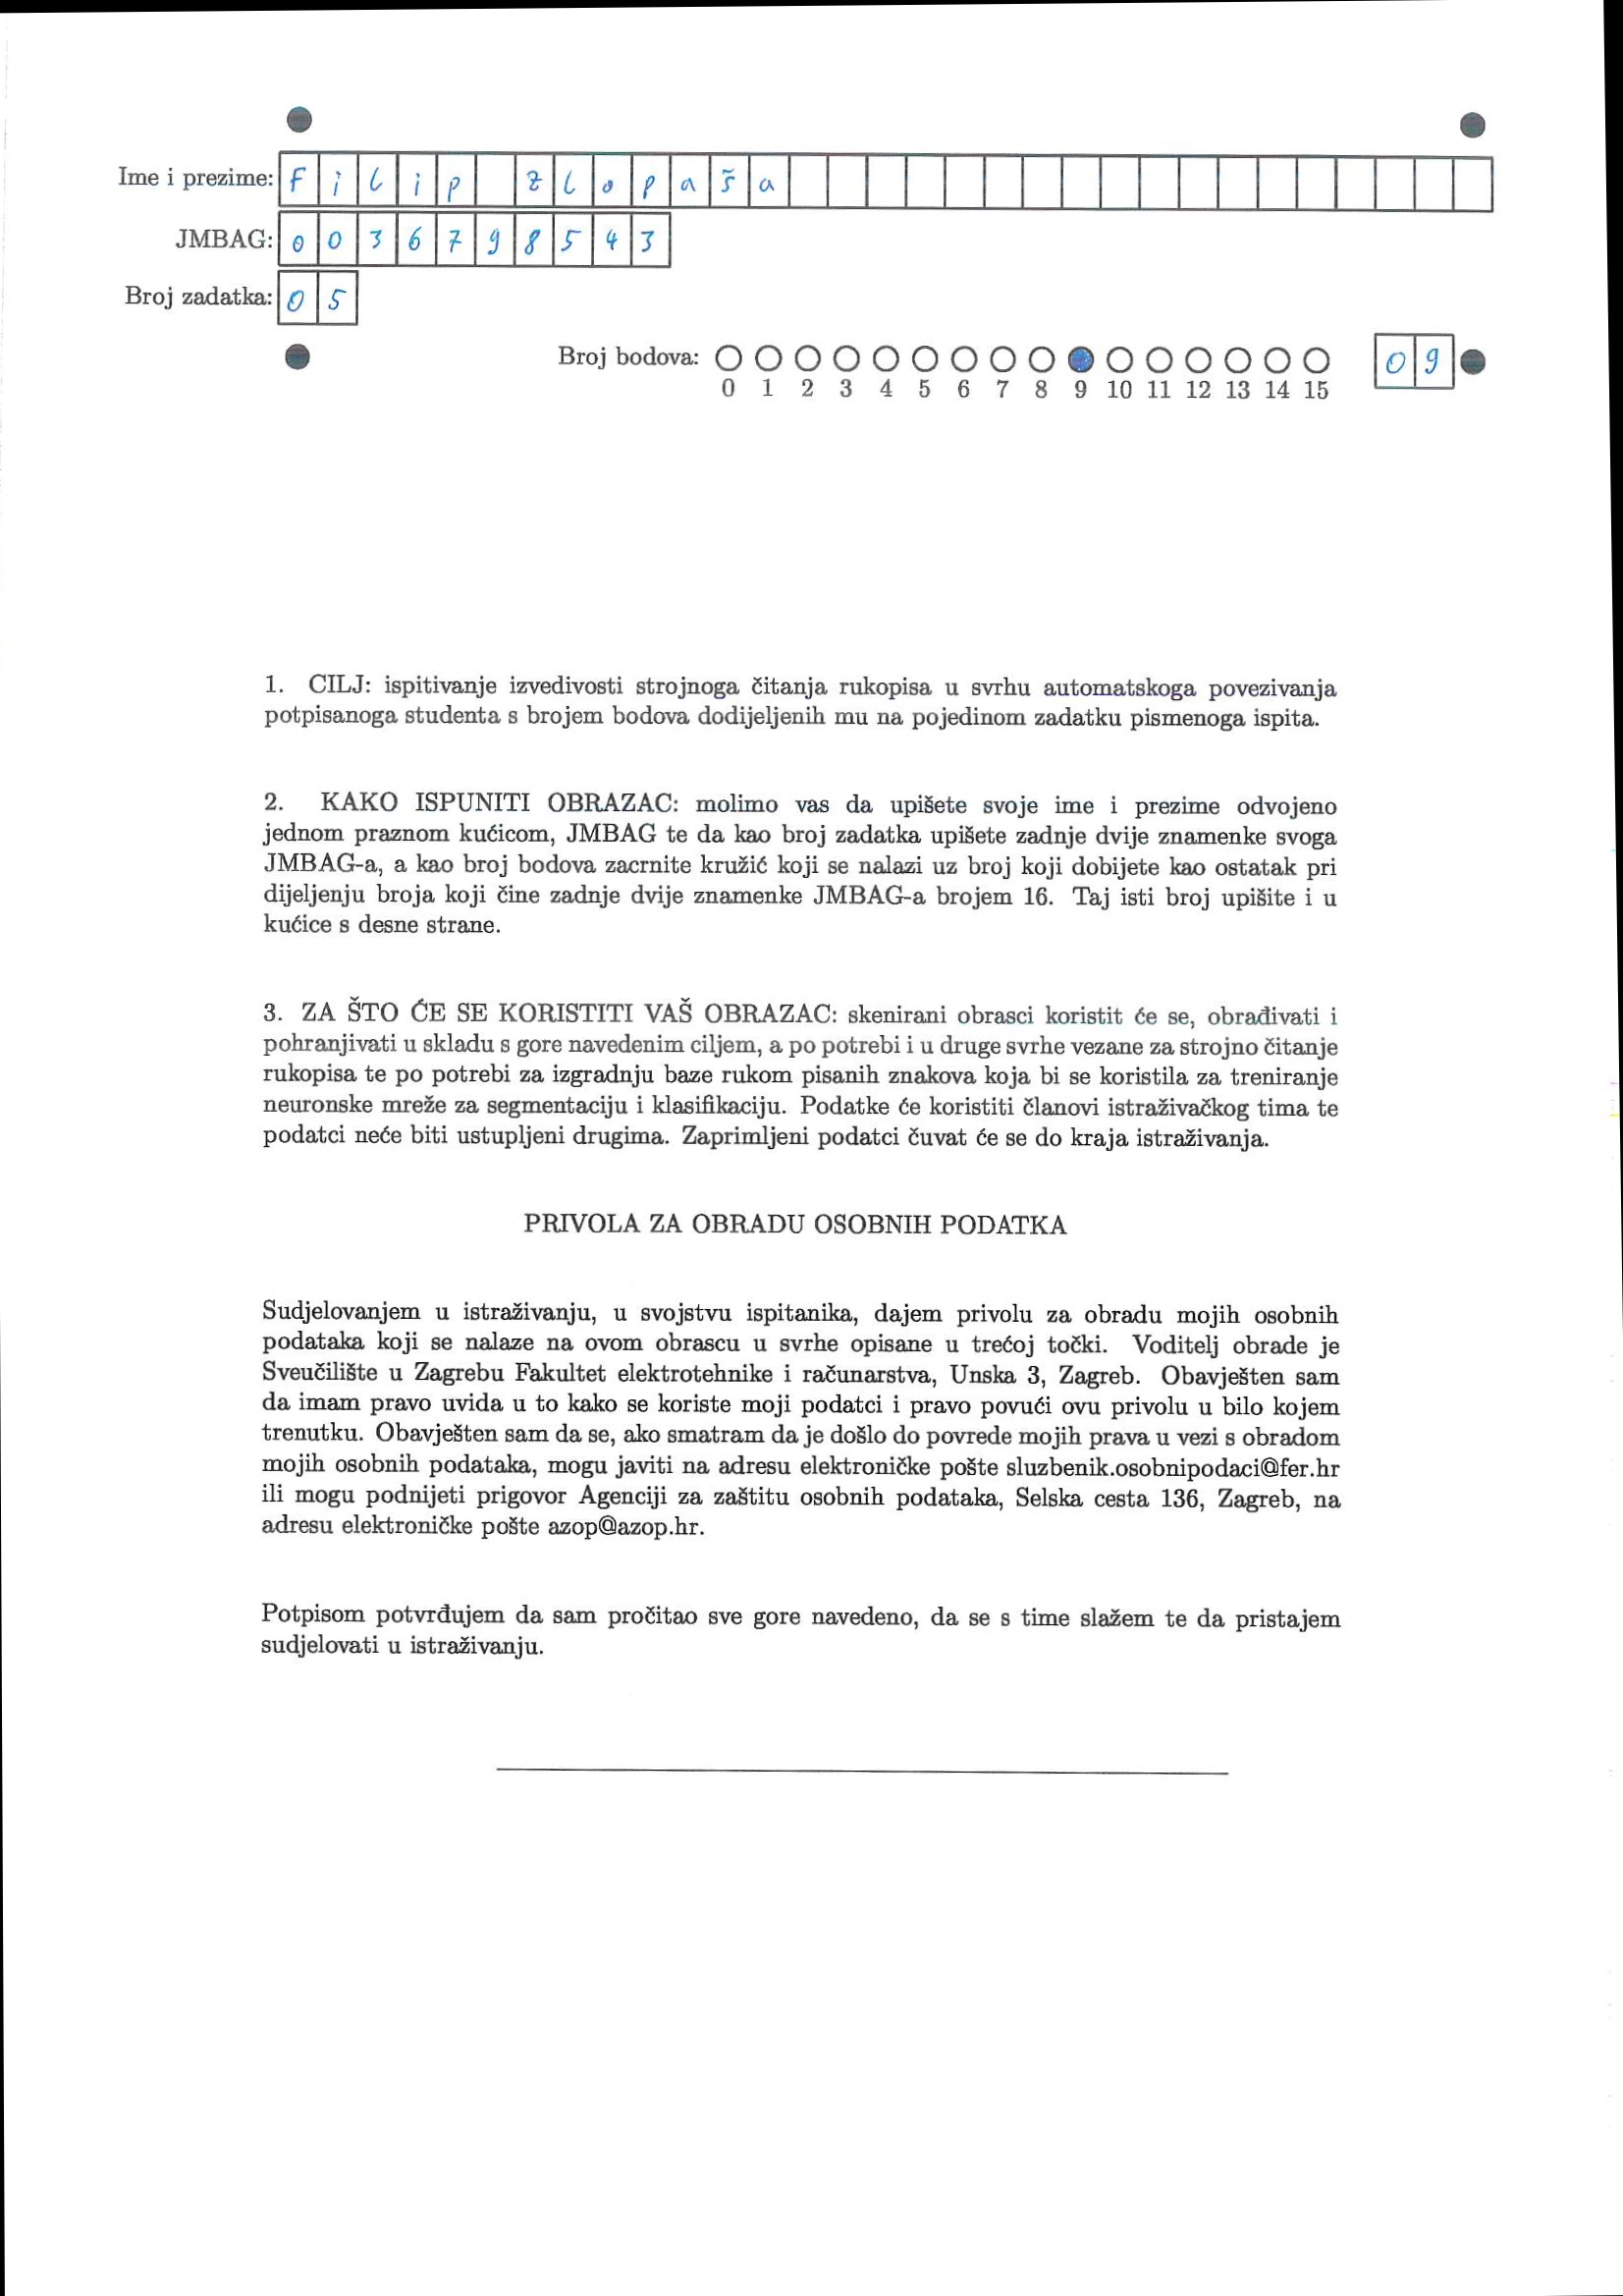 Ime i prezime: Filip Zlopaša
JMBAG: 0036798543
Broj zadatka: 05
Broj bodova: 09
0 1 2 3 4 5 6 7 8 9 10 11 12 13 14 15
1. CILJ: ispitivanje izvedivosti strojnoga čitanja rukopisa u svrhu automatskoga povezivanja
potpisanoga studenta s brojem bodova dodijeljenih mu na pojedinom zadatku pismenoga ispita.
2. KAKO ISPUNITI OBRAZAC: molimo vas da upišete svoje ime i prezime odvojeno
jednom praznom kućicom, JMBAG te da kao broj zadatka upišete zadnje dvije znamenke svoga
JMBAG-a, a kao broj bodova zacrnite kružić koji se nalazi uz broj koji dobijete kao ostatak pri
dijeljenju broja koji čine zadnje dvije znamenke JMBAG-a brojem 16. Taj isti broj upišite i u
kućice s desne strane.
3. ZA ŠTO ĆE SE KORISTITI VAŠ OBRAZAC: skenirani obrasci koristit će se, obrađivati i
pohranjivati u skladu s gore navedenim ciljem, a po potrebi i u druge svrhe vezane za strojno čitanje
rukopisa te po potrebi za izgradnju baze rukom pisanih znakova koja bi se koristila za treniranje
neuronske mreže za segmentaciju i klasifikaciju. Podatke će koristiti članovi istraživačkog tima te
podatci neće biti ustupljeni drugima. Zaprimljeni podatci čuvat će se do kraja istraživanja.
PRIVOLA ZA OBRADU OSOBNIH PODATKA
Sudjelovanjem u istraživanju, u svojstvu ispitanika, dajem privolu za obradu mojih osobnih
podataka koji se nalaze na ovom obrascu u svrhe opisane u trećoj točki. Voditelj obrade je
Sveučilište u Zagrebu Fakultet elektrotehnike i računarstva, Unska 3, Zagreb. Obavješten sam
da imam pravo uvida u to kako se koriste moji podatci i pravo povući ovu privolu u bilo kojem
trenutku. Obavješten sam da se, ako smatram da je došlo do povrede mojih prava u vezi s obradom
mojih osobnih podataka, mogu javiti na adresu elektroničke pošte sluzbenik.osobnipodaci@fer.hr
ili mogu podnijeti prigovor Agenciji za zaštitu osobnih podataka, Selska cesta 136, Zagreb, na
adresu elektroničke pošte azop@azop.hr.
Potpisom potvrđujem da sam pročitao sve gore navedeno, da se s time slažem te da pristajem
sudjelovati u istraživanju.